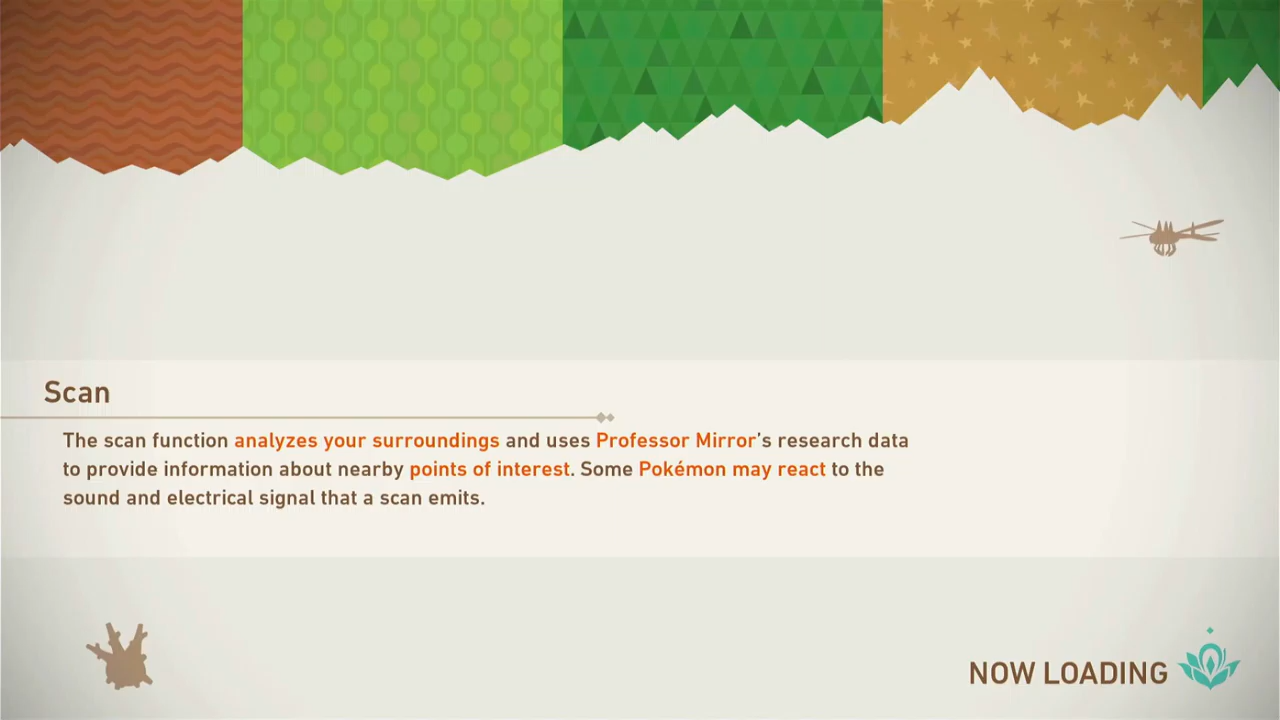 Scan
The scan function analyzes your surroundings and uses Professor Mirror's research data
to provide information about nearby points of interest. Some Pokémon may react to the
sound and electrical signal that a scan emits.
NOW LOADING